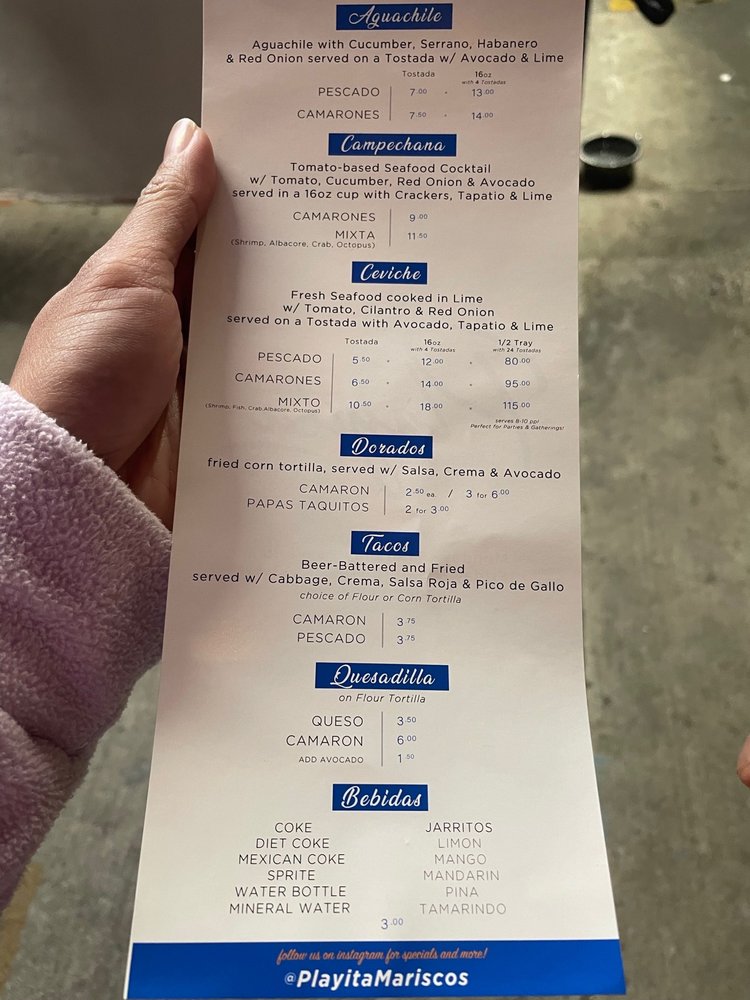 Aguachile
Aguachile with Cucumber, Serrano, Habanero
& Red Onion served on a Tostada w/ Avocado & Lime
Tostada 16oz
with 4 Tostadas
PESCADO 7.00 · 13.00
CAMARONES 7.50 · 14.00
Campechana
Tomato-based Seafood Cocktail
w/ Tomato, Cucumber, Red Onion & Avocado
served in a 16oz cup with Crackers, Tapatio & Lime
CAMARONES 9.00
MIXTA 11.50
(Shrimp, Albacore, Crab, Octopus)
Ceviche
Fresh Seafood cooked in Lime
w/ Tomato, Cilantro & Red Onion
served on a Tostada with Avocado, Tapatio & Lime
Tostada 16oz 1/2 Tray
with 4 Tostadas with 24 Tostadas
PESCADO 5.50 · 12.00 · 80.00
CAMARONES 6.50 · 14.00 · 95.00
MIXTO 10.50 · 18.00 · 115.00
(Shrimp, Fish, Crab, Albacore, Octopus)
serves 8-10 ppl
Perfect for Parties & Gatherings!
Dorados
fried corn tortilla, served w/ Salsa, Crema & Avocado
CAMARON 2.50 ea. / 3 for 6.00
PAPAS TAQUITOS 2 for 3.00
Tacos
Beer-Battered and Fried
served w/ Cabbage, Crema, Salsa Roja & Pico de Gallo
choice of Flour or Corn Tortilla
CAMARON 3.75
PESCADO 3.75
Quesadilla
on Flour Tortilla
QUESO 3.50
CAMARON 6.00
ADD AVOCADO 1.50
Bebidas
COKE JARRITOS
DIET COKE LIMON
MEXICAN COKE MANGO
SPRITE MANDARIN
WATER BOTTLE PINA
MINERAL WATER TAMARINDO
3.00
follow us on instagram for specials and more!
@PlayitaMariscos